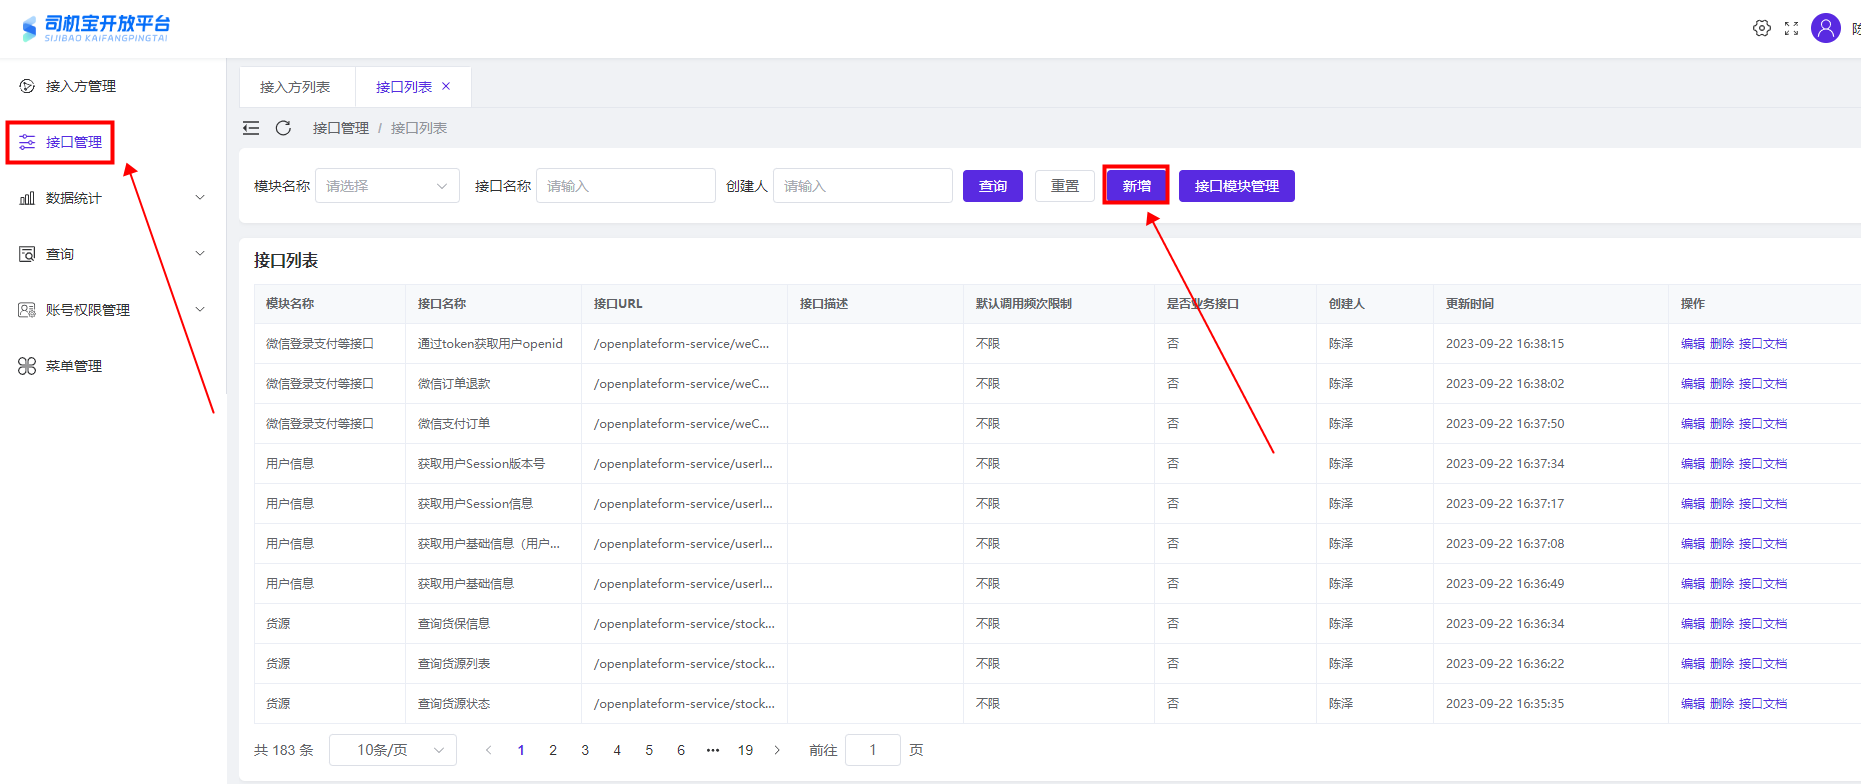 司机宝开放平台
SIJIBAO KAIFANGPINGTAI
陈
接入方管理
接口管理
数据统计
查询
账号权限管理
菜单管理
接入方列表 接口列表 ×
接口管理 / 接口列表
模块名称 请选择 接口名称 请输入 创建人 请输入 查询 重置 新增 接口模块管理
接口列表
模块名称 接口名称 接口URL 接口描述 默认调用频次限制 是否业务接口 创建人 更新时间 操作
微信登录支付等接口 通过token获取用户openid /openplateform-service/weC... 不限 否 陈泽 2023-09-22 16:38:15 编辑 删除 接口文档
微信登录支付等接口 微信订单退款 /openplateform-service/weC... 不限 否 陈泽 2023-09-22 16:38:02 编辑 删除 接口文档
微信登录支付等接口 微信支付订单 /openplateform-service/weC... 不限 否 陈泽 2023-09-22 16:37:50 编辑 删除 接口文档
用户信息 获取用户Session版本号 /openplateform-service/userI... 不限 否 陈泽 2023-09-22 16:37:34 编辑 删除 接口文档
用户信息 获取用户Session信息 /openplateform-service/userI... 不限 否 陈泽 2023-09-22 16:37:17 编辑 删除 接口文档
用户信息 获取用户基础信息（用户... /openplateform-service/userI... 不限 否 陈泽 2023-09-22 16:37:08 编辑 删除 接口文档
用户信息 获取用户基础信息 /openplateform-service/userI... 不限 否 陈泽 2023-09-22 16:36:49 编辑 删除 接口文档
货源 查询货保信息 /openplateform-service/stock... 不限 否 陈泽 2023-09-22 16:36:34 编辑 删除 接口文档
货源 查询货源列表 /openplateform-service/stock... 不限 否 陈泽 2023-09-22 16:36:22 编辑 删除 接口文档
货源 查询货源状态 /openplateform-service/stock... 不限 否 陈泽 2023-09-22 16:35:35 编辑 删除 接口文档
共 183 条 10条/页 < 1 2 3 4 5 6 ••• 19 > 前往 1 页